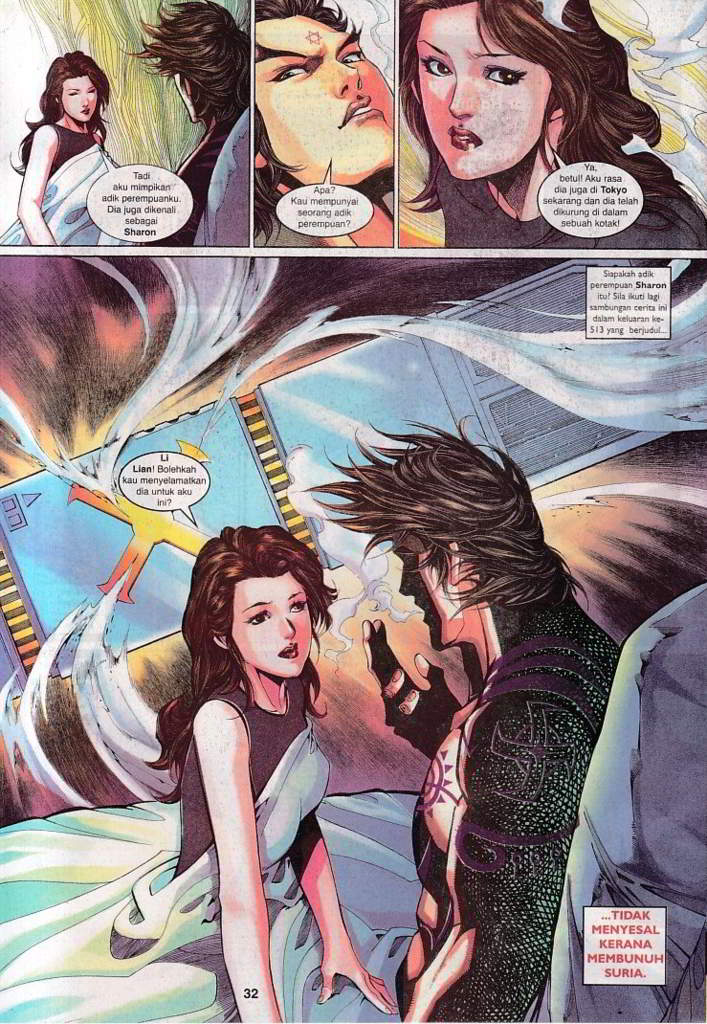 Tadi
aku mimpikan
adik perempuanku.
Dia juga dikenali
sebagai
Sharon
Apa?
Kau mempunyai
seorang adik
perempuan?
Ya,
betul! Aku rasa
dia juga di Tokyo
sekarang dan dia telah
dikurung di dalam
sebuah kotak!
Siapakah adik
perempuan Sharon
itu? Sila ikuti lagi
sambungan cerita ini
dalam keluaran ke-
513 yang berjudul...
Li
Lian! Bolehkah
kau menyelamatkan
dia untuk aku
ini?
...TIDAK
MENYESAL
KERANA
MEMBUNUH
SURIA.
32